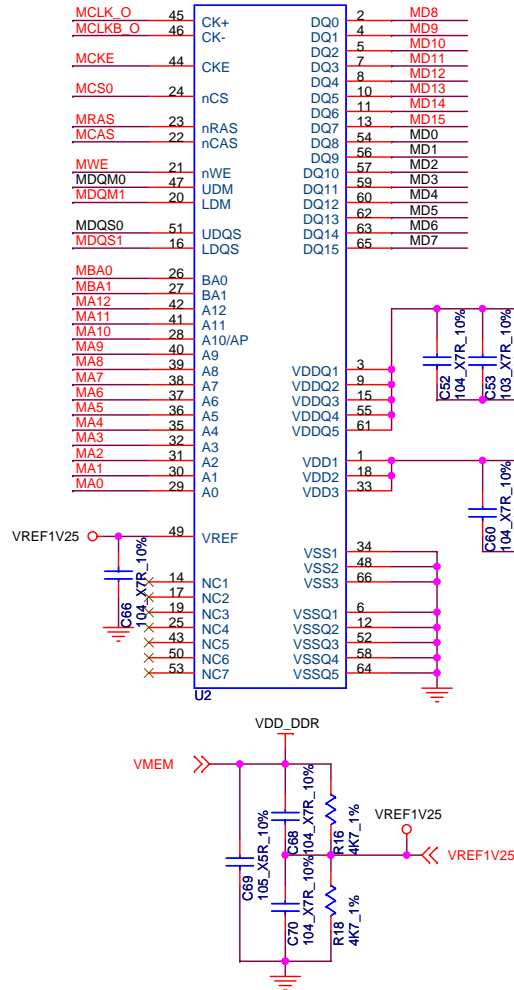 MCLK_O 45 CK+ DQ0 2 MD8
MCLKB_O 46 CK- DQ1 4 MD9
DQ2 5 MD10
MCKE 44 CKE DQ3 7 MD11
DQ4 8 MD12
MCS0 24 nCS DQ5 10 MD13
DQ6 11 MD14
MRAS 23 nRAS DQ7 13 MD15
MCAS 22 nCAS DQ8 54 MD0
DQ9 56 MD1
MWE 21 nWE DQ10 57 MD2
MDQM0 47 UDM DQ11 59 MD3
MDQM1 20 LDM DQ12 60 MD4
DQ13 62 MD5
MDQS0 51 UDQS DQ14 63 MD6
MDQS1 16 LDQS DQ15 65 MD7
MBA0 26 BA0
MBA1 27 BA1
MA12 42 A12
MA11 41 A11
MA10 28 A10/AP
MA9 40 A9
MA8 39 A8
MA7 38 A7
MA6 37 A6
MA5 36 A5
MA4 35 A4
MA3 32 A3
MA2 31 A2
MA1 30 A1
MA0 29 A0
VDDQ1 3
VDDQ2 9
VDDQ3 15
VDDQ4 55
VDDQ5 61
C52
104_X7R_10%
C53
103_X7R_10%
VDD1 1
VDD2 18
VDD3 33
C60
104_X7R_10%
VREF1V25 49 VREF
C66
104_X7R_10%
VSS1 34
VSS2 48
VSS3 66
14 NC1
17 NC2
19 NC3
25 NC4
43 NC5
50 NC6
53 NC7
VSSQ1 6
VSSQ2 12
VSSQ3 52
VSSQ4 58
VSSQ5 64
U2
VDD_DDR
VMEM
C68
104_X7R_10%
R16
4K7_1%
VREF1V25
VREF1V25
C69
105_X5R_10%
C70
104_X7R_10%
R18
4K7_1%